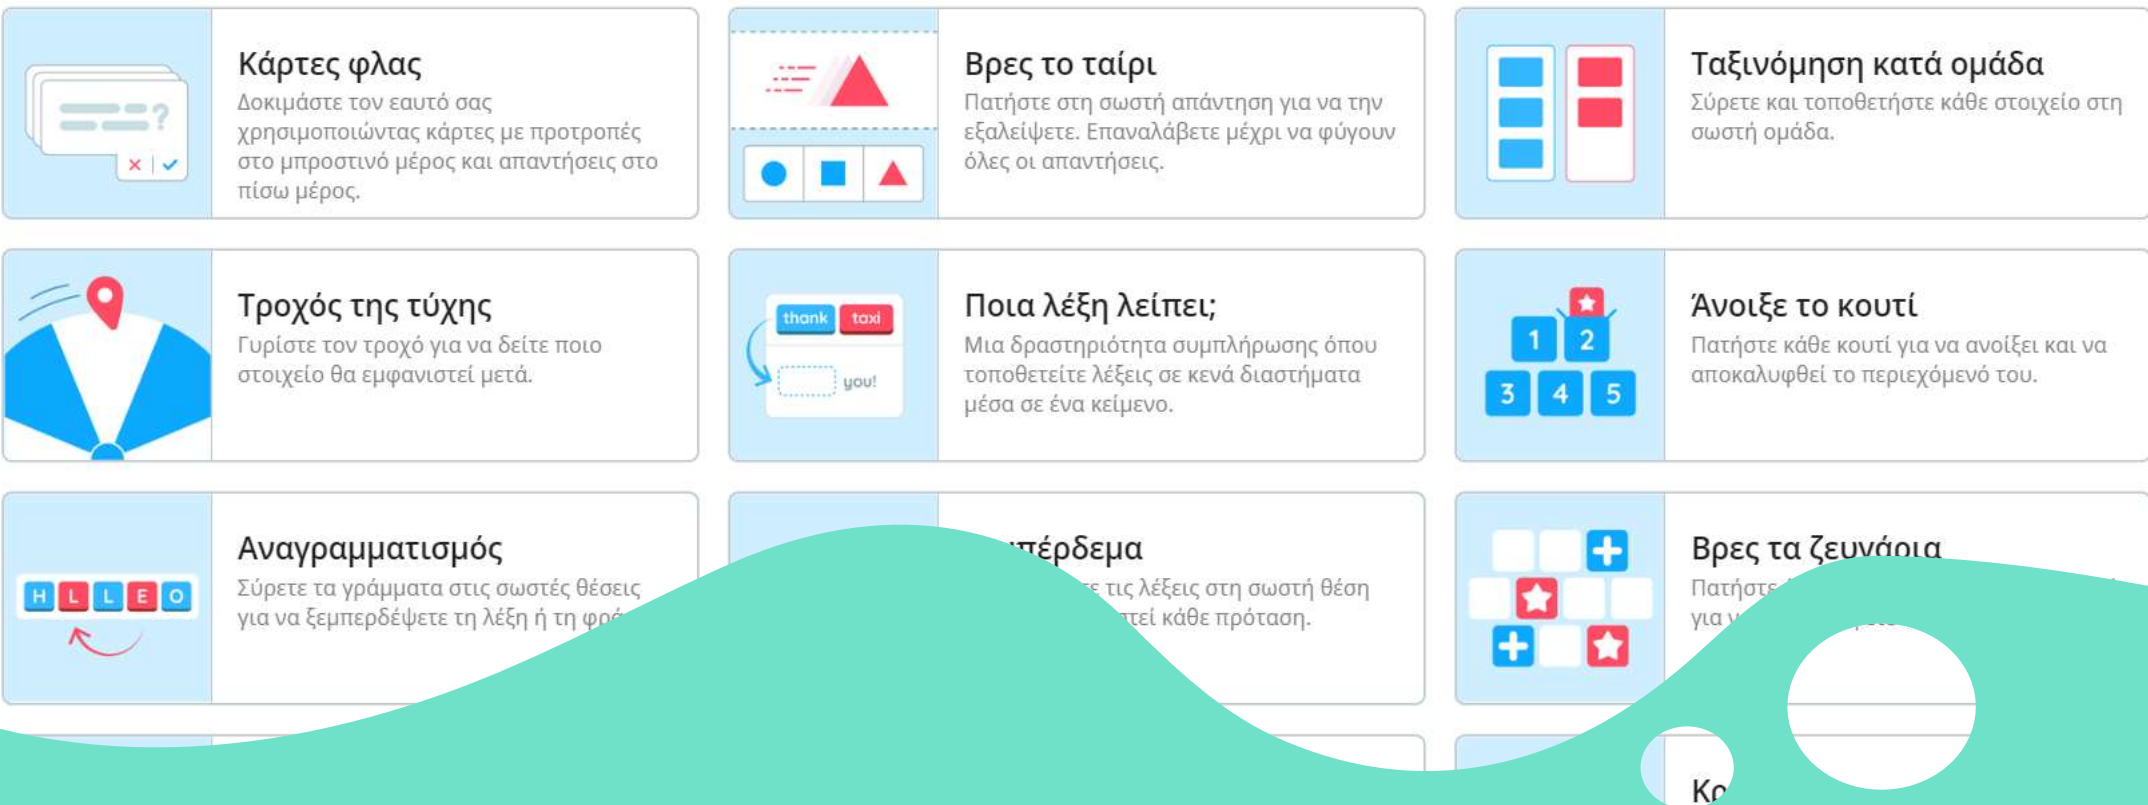 Κάρτες φλας
Δοκιμάστε τον εαυτό σας
χρησιμοποιώντας κάρτες με προτροπές
στο μπροστινό μέρος και απαντήσεις στο
πίσω μέρος.
?
Βρες το ταίρι
Πατήστε στη σωστή απάντηση για να την
εξαλείψετε. Επαναλάβετε μέχρι να φύγουν
όλες οι απαντήσεις.
Ταξινόμηση κατά ομάδα
Σύρετε και τοποθετήστε κάθε στοιχείο στη
σωστή ομάδα.
Τροχός της τύχης
Γυρίστε τον τροχό για να δείτε ποιο
στοιχείο θα εμφανιστεί μετά.
thank taxi
you!
Ποια λέξη λείπει;
Μια δραστηριότητα συμπλήρωσης όπου
τοποθετείτε λέξεις σε κενά διαστήματα
μέσα σε ένα κείμενο.
1 2
3 4 5
Άνοιξε το κουτί
Πατήστε κάθε κουτί για να ανοίξει και να
αποκαλυφθεί το περιεχόμενό του.
H L L E O
Αναγραμματισμός
Σύρετε τα γράμματα στις σωστές θέσεις
για να ξεμπερδέψετε τη λέξη ή τη
τις λέξεις στη σωστή θέση
κάθε πρόταση.
Βρες τα ζευγάρια
Πατήστε
για